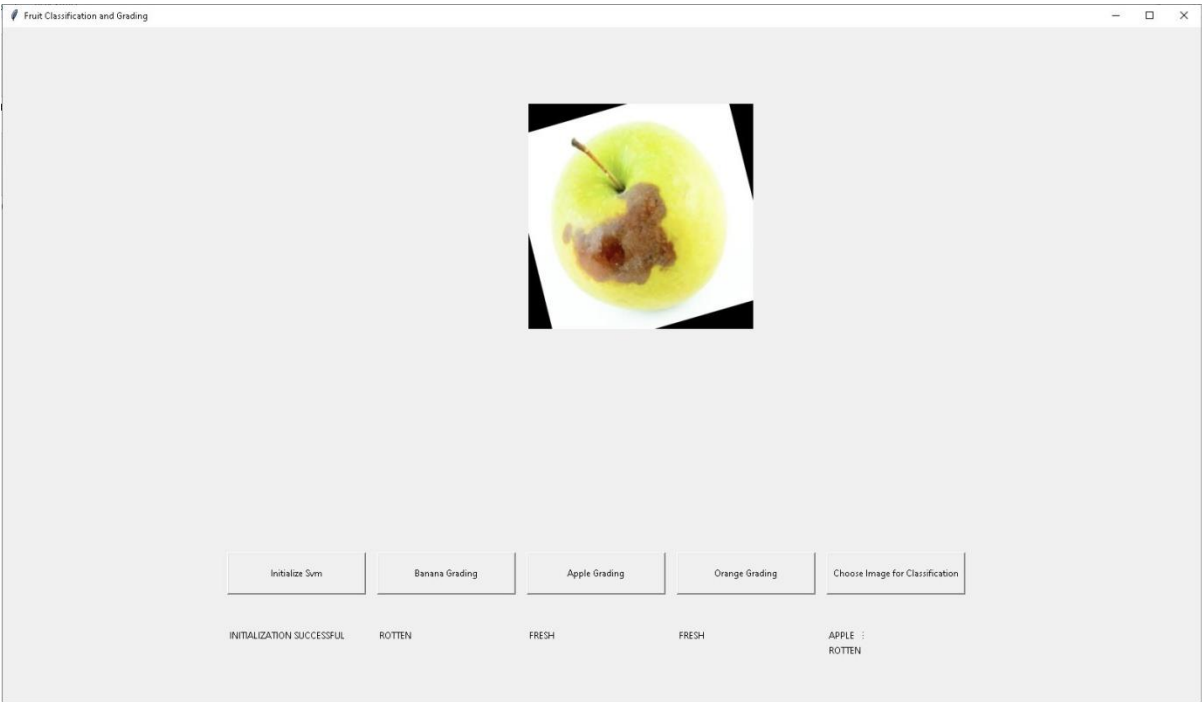 Fruit Classification and Grading
Initialize Svm
Banana Grading
Apple Grading
Orange Grading
Choose Image for Classification
INITIALIZATION SUCCESSFUL
ROTTEN
FRESH
FRESH
APPLE :
ROTTEN